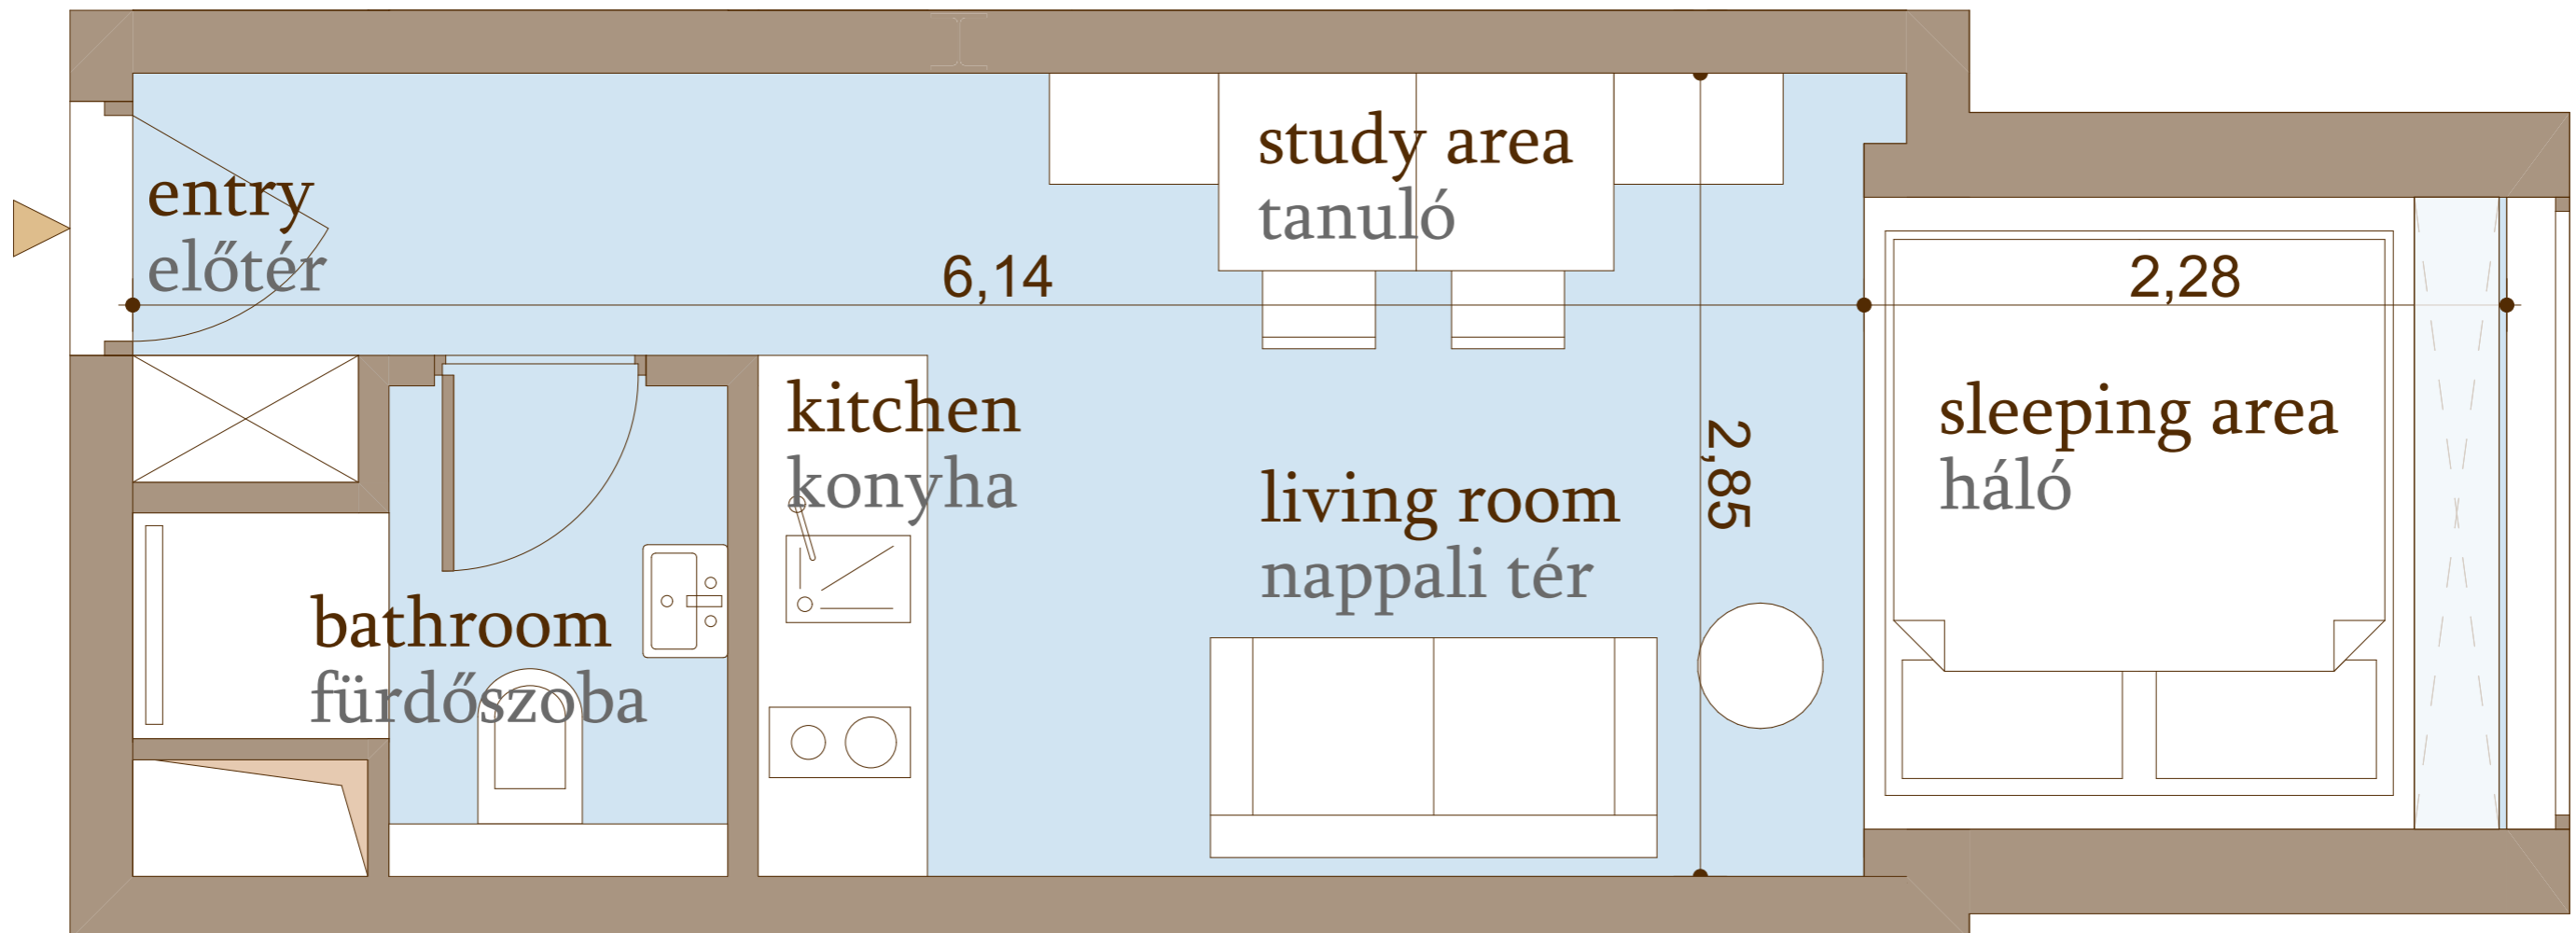 study area
tanuló
entry
előtér
6,14
2,28
kitchen
konyha
sleeping area
háló
2,85
living room
nappali tér
bathroom
fürdőszoba